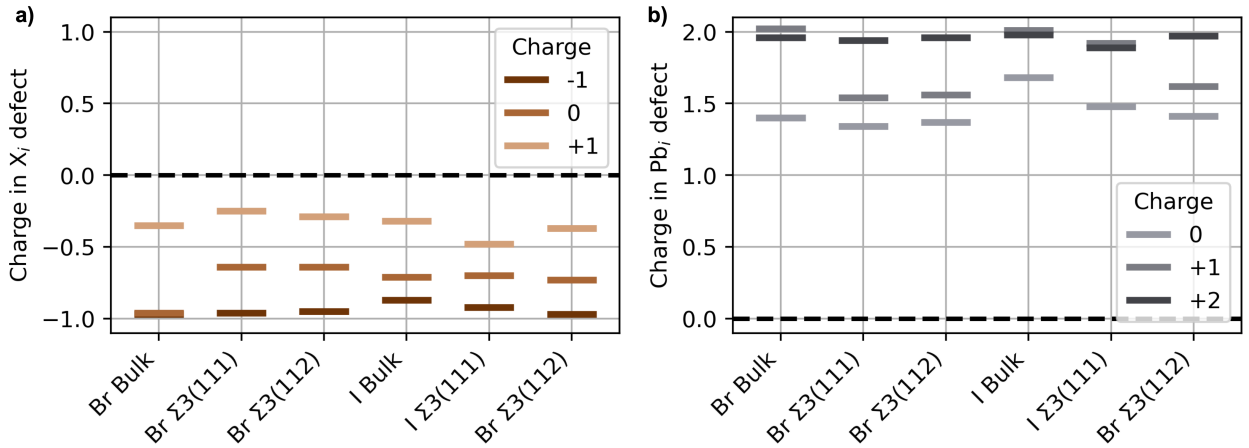 a)
Charge in Xᵢ defect
1.0
0.5
0.0
−0.5
−1.0
Charge
-1
0
+1
Br Bulk
Br Σ3(111)
Br Σ3(112)
I Bulk
I Σ3(111)
Br Σ3(112)
b)
Charge in Pbᵢ defect
2.0
1.5
1.0
0.5
0.0
Charge
0
+1
+2
Br Bulk
Br Σ3(111)
Br Σ3(112)
I Bulk
I Σ3(111)
Br Σ3(112)